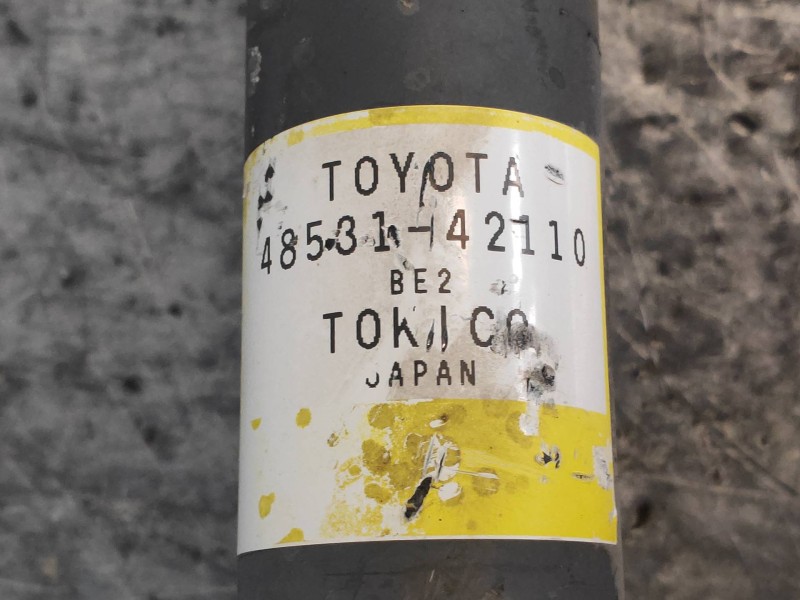 TOYOTA
48531-42110
BE2
TOKICO
JAPAN